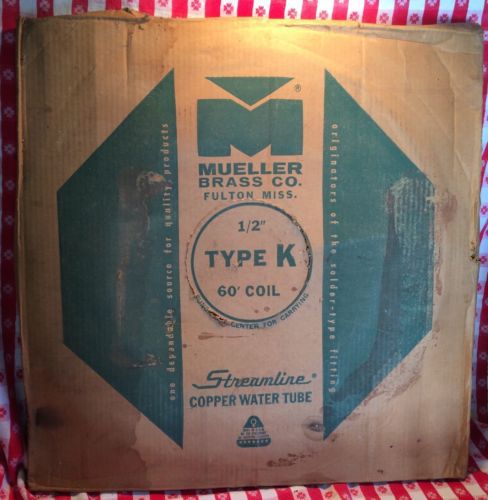 one dependable source for quality products
M®
MUELLER
BRASS CO.
FULTON MISS.
1/2"
TYPE K
60' COIL
CENTER FOR CARRYING
Streamline®
COPPER WATER TUBE
originators of the solder-type fitting